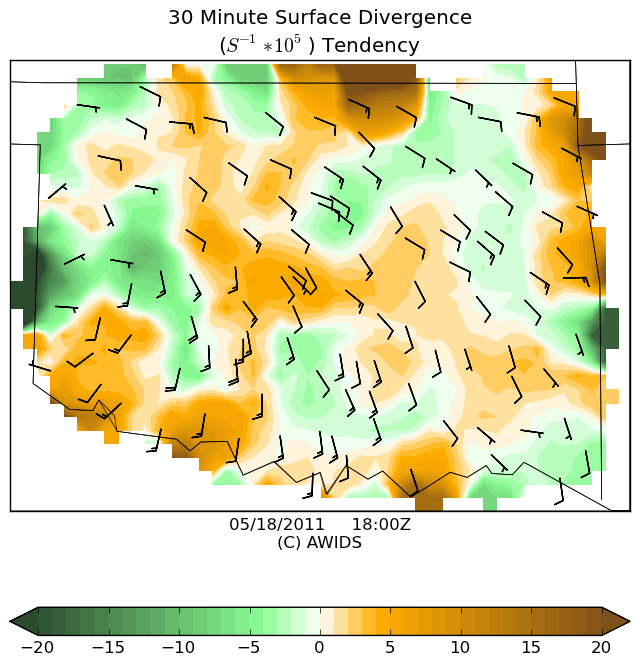 30 Minute Surface Divergence
(S⁻¹ * 10⁵ ) Tendency
05/18/2011 18:00Z
(C) AWIDS
−20 −15 −10 −5 0 5 10 15 20